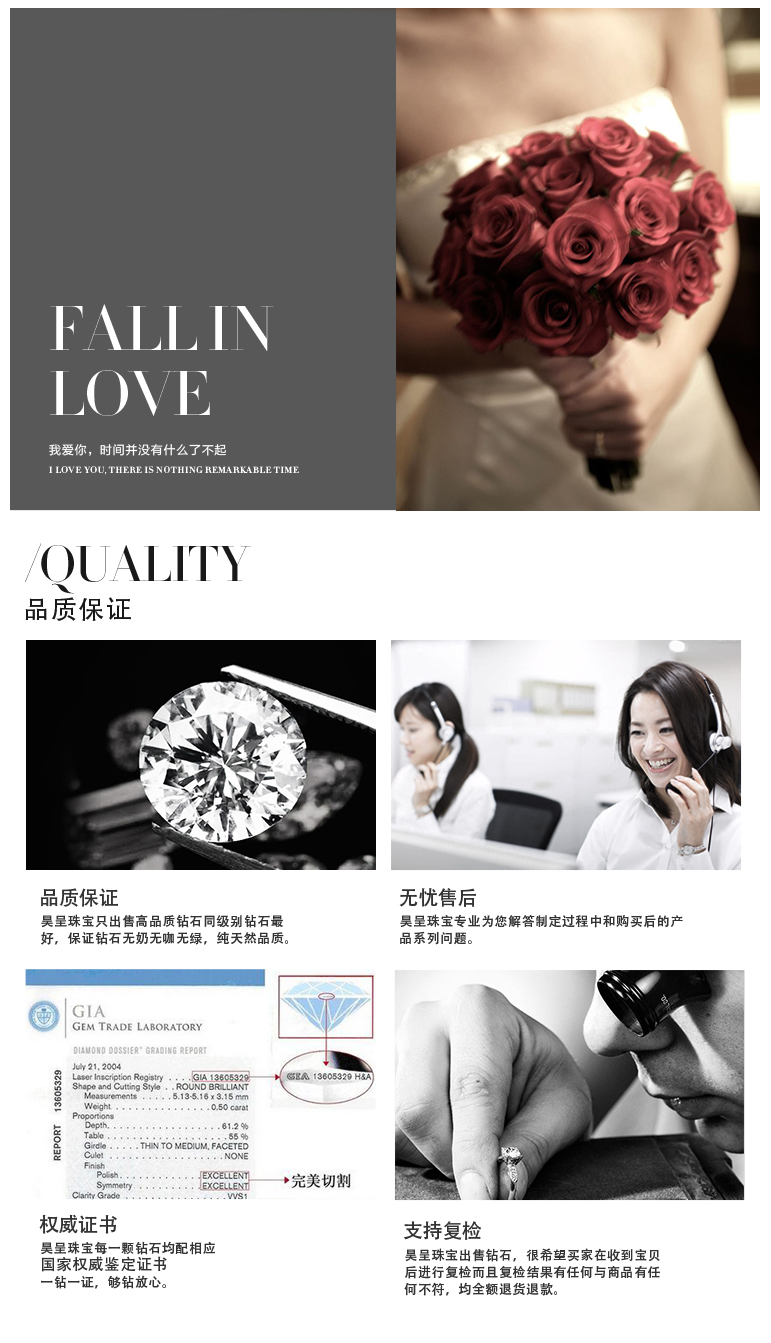 FALL IN
LOVE
我爱你，时间并没有什么了不起
I LOVE YOU, THERE IS NOTHING REMARKABLE TIME
/QUALITY
品质保证
品质保证
昊呈珠宝只出售高品质钻石同级别钻石最
好，保证钻石无奶无咖无绿，纯天然品质。
无忧售后
昊呈珠宝专业为您解答制定过程中和购买后的产
品系列问题。
GIA
GEM TRADE LABORATORY
DIAMOND DOSSIER® GRADING REPORT
July 21, 2004
Laser Inscription Registry .... GIA 13605329
Shape and Cutting Style .. ROUND BRILLIANT
Measurements ..... 5.13-5.16 x 3.15 mm
Weight ................ 0.50 carat
Proportions
Depth.................. 61.2 %
Table .................. 55 %
Girdle ..... THIN TO MEDIUM, FACETED
Culet .................. NONE
Finish
Polish ............ EXCELLENT
Symmetry ......... EXCELLENT
Clarity Grade ............ VVS1
REPORT 13605329
GIA 13605329 H&A
完美切割
权威证书
昊呈珠宝每一颗钻石均配相应
国家权威鉴定证书
一钻一证，够钻放心。
支持复检
昊呈珠宝出售钻石，很希望买家在收到宝贝
后进行复检而且复检结果有任何与商品有任
何不符，均全额退货退款。